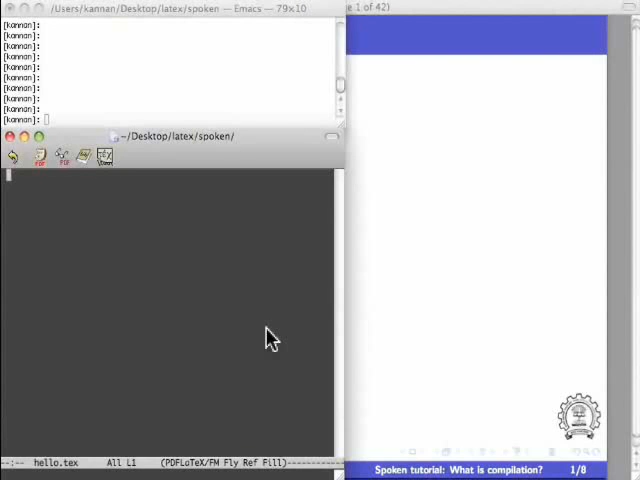 /Users/kannan/Desktop/latex/spoken — Emacs — 79×10
1 of 42)
[kannan]:
[kannan]:
[kannan]:
[kannan]:
[kannan]:
[kannan]:
[kannan]:
[kannan]:
[kannan]:
[kannan]:
~/Desktop/latex/spoken/
--:-- hello.tex All L1 (PDFLaTeX/FM Fly Ref Fill)-----------
Spoken tutorial: What is compilation? 1/8